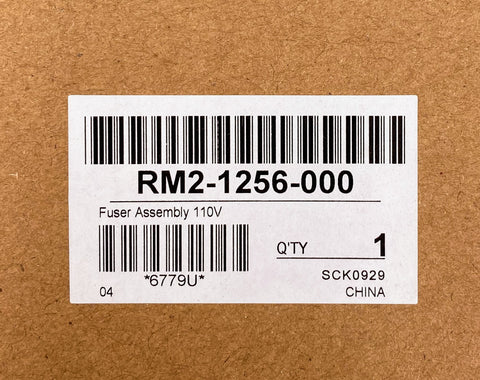 RM2-1256-000
Fuser Assembly 110V
Q'TY 1
*6779U*
SCK0929
04
CHINA